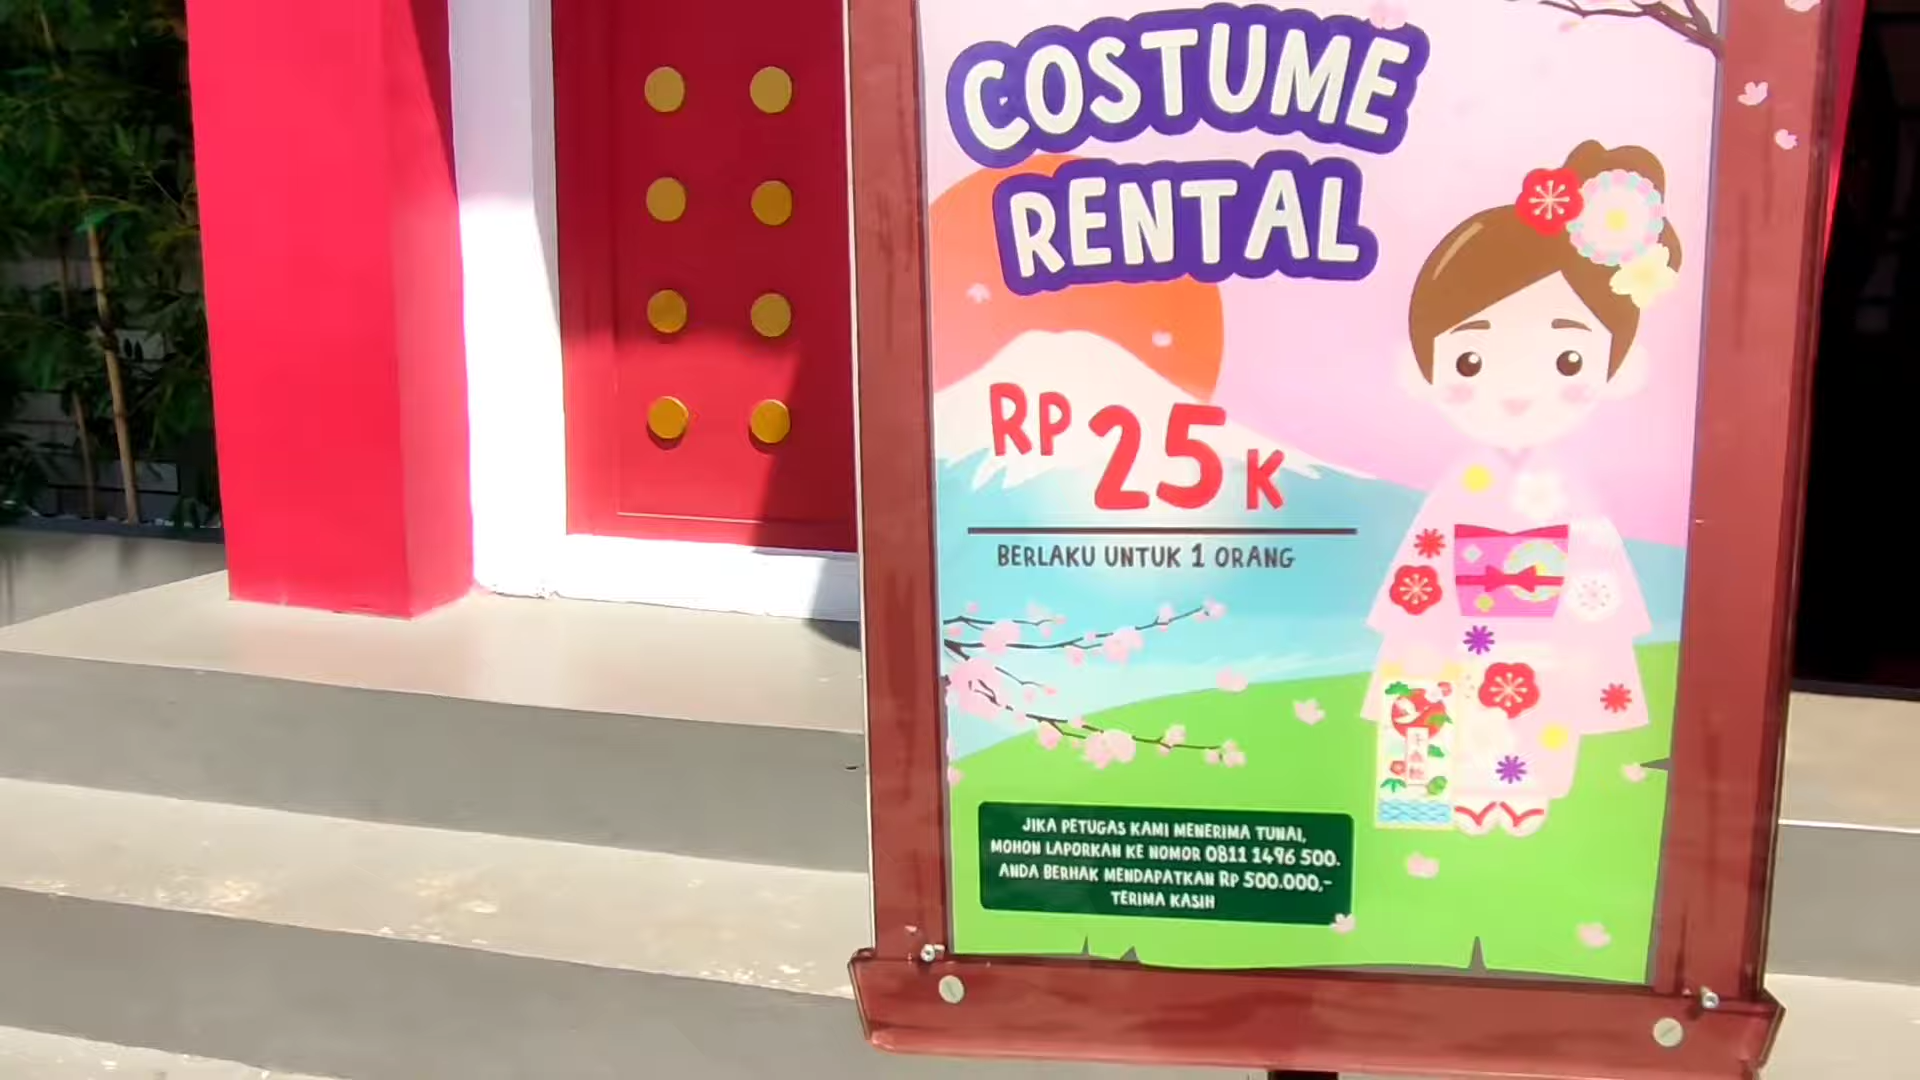 COSTUME
RENTAL
RP 25 K
BERLAKU UNTUK 1 ORANG
JIKA PETUGAS KAMI MENERIMA TUNAI,
MOHON LAPORKAN KE NOMOR 0811 1496 500.
ANDA BERHAK MENDAPATKAN RP 500.000,-
TERIMA KASIH